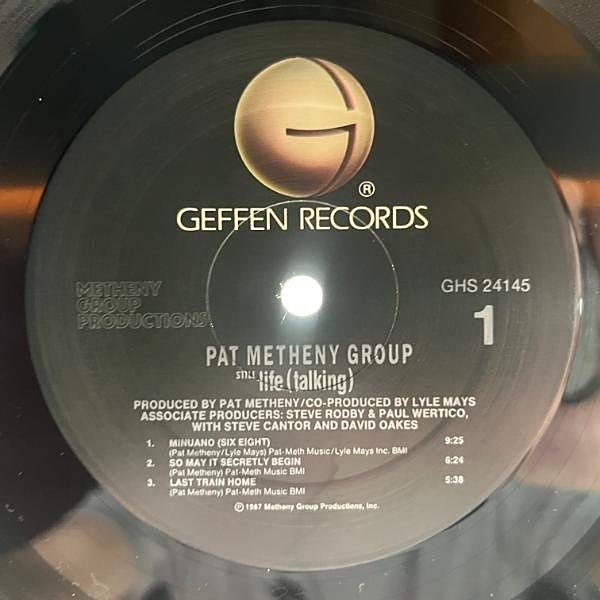 G
®
GEFFEN RECORDS
METHENY
GROUP
PRODUCTIONS
GHS 24145
1
PAT METHENY GROUP
STILL life (talking)
PRODUCED BY PAT METHENY/CO-PRODUCED BY LYLE MAYS
ASSOCIATE PRODUCERS: STEVE RODBY & PAUL WERTICO,
WITH STEVE CANTOR AND DAVID OAKES
1. MINUANO (SIX EIGHT) 9:25
(Pat Metheny/Lyle Mays) Pat-Meth Music/Lyle Mays Inc. BMI
2. SO MAY IT SECRETLY BEGIN 6:24
(Pat Metheny) Pat-Meth Music BMI
3. LAST TRAIN HOME 5:38
(Pat Metheny) Pat-Meth Music BMI
℗ 1987 Metheny Group Productions, Inc.